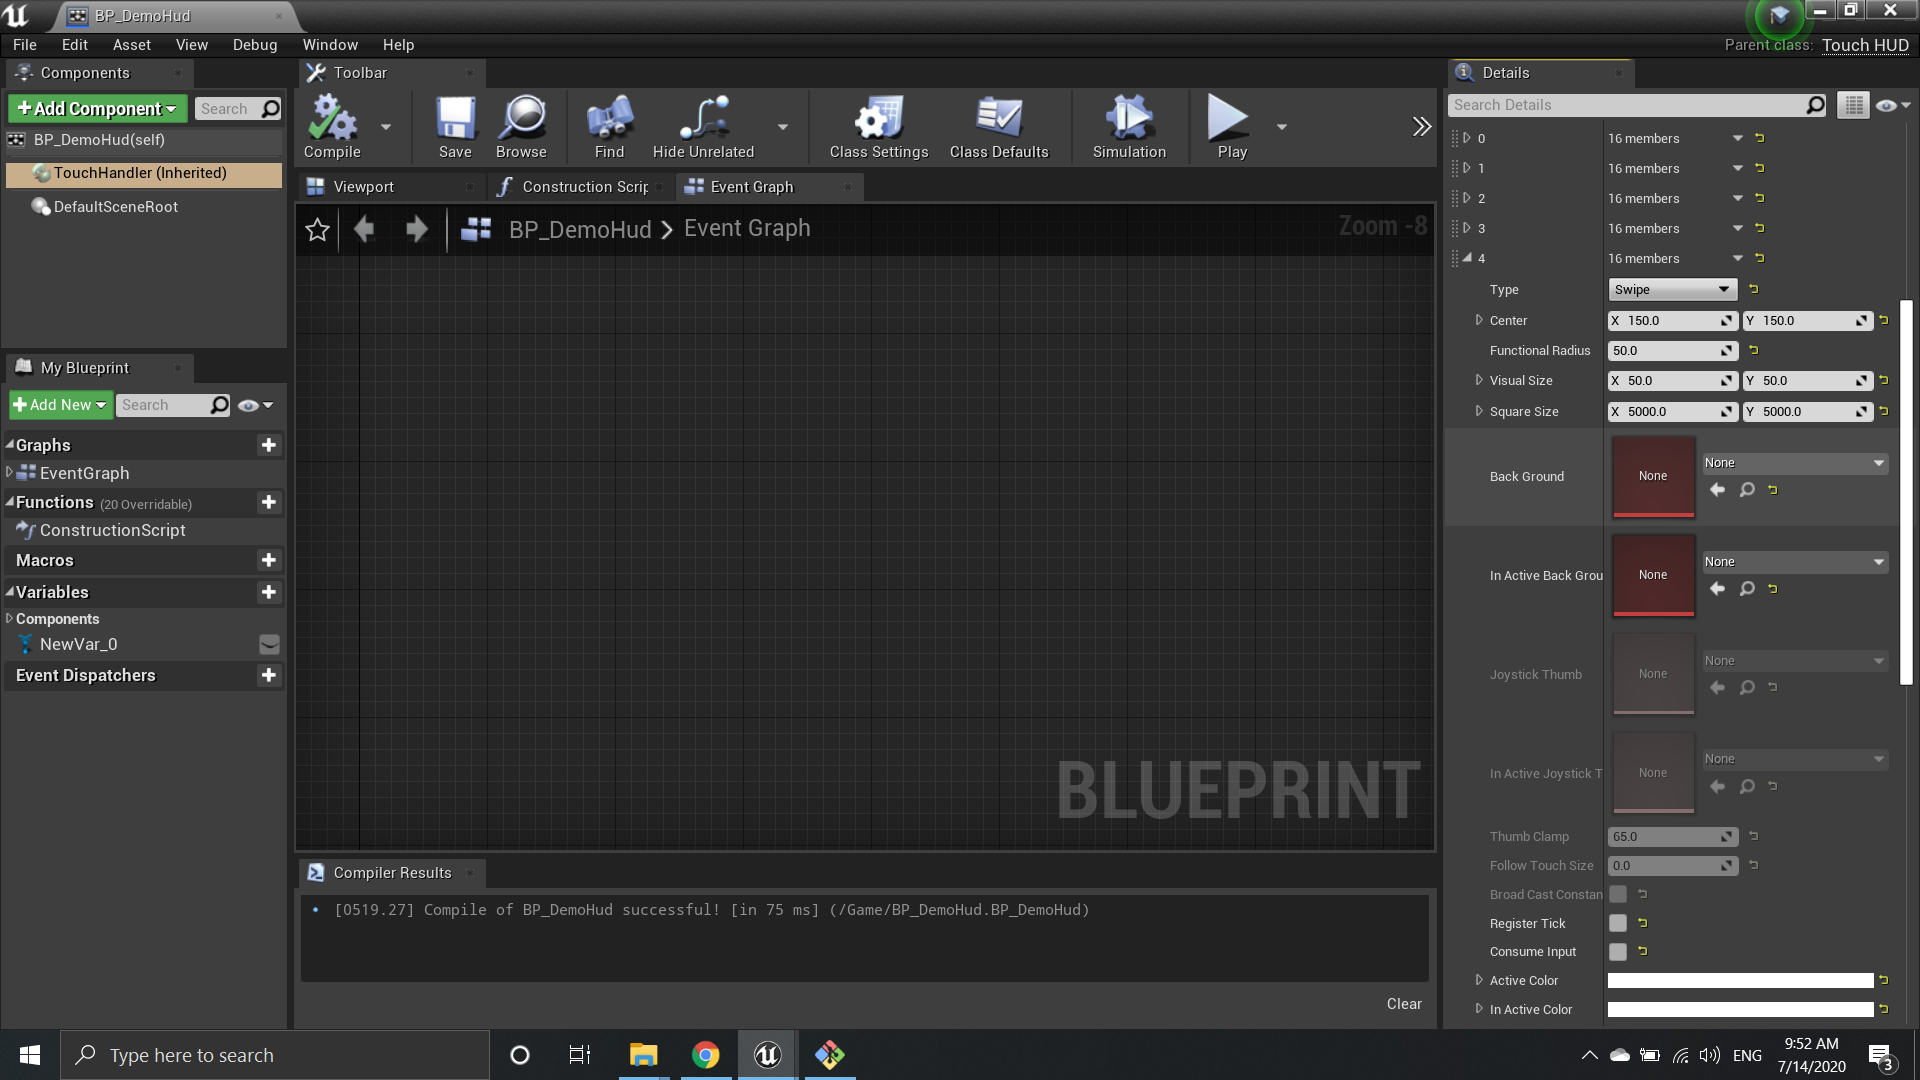 BP_DemoHud
File Edit Asset View Debug Window Help
Parent class: Touch HUD
Components
Add Component
Search
BP_DemoHud(self)
TouchHandler (Inherited)
DefaultSceneRoot
My Blueprint
Add New
Search
Graphs
EventGraph
Functions (20 Overridable)
ConstructionScript
Macros
Variables
Components
NewVar_0
Event Dispatchers
Toolbar
Compile
Save
Browse
Find
Hide Unrelated
Class Settings
Class Defaults
Simulation
Play
Viewport
Construction Scrip
Event Graph
BP_DemoHud > Event Graph
Zoom -8
BLUEPRINT
Compiler Results
[0519.27] Compile of BP_DemoHud successful! [in 75 ms] (/Game/BP_DemoHud.BP_DemoHud)
Clear
Details
Search Details
0 16 members
1 16 members
2 16 members
3 16 members
4 16 members
Type Swipe
Center X 150.0 Y 150.0
Functional Radius 50.0
Visual Size X 50.0 Y 50.0
Square Size X 5000.0 Y 5000.0
Back Ground None None
In Active Back Grou None None
Joystick Thumb None None
In Active Joystick T None None
Thumb Clamp 65.0
Follow Touch Size 0.0
Broad Cast Constan
Register Tick
Consume Input
Active Color
In Active Color
Type here to search
ENG
9:52 AM
7/14/2020
3